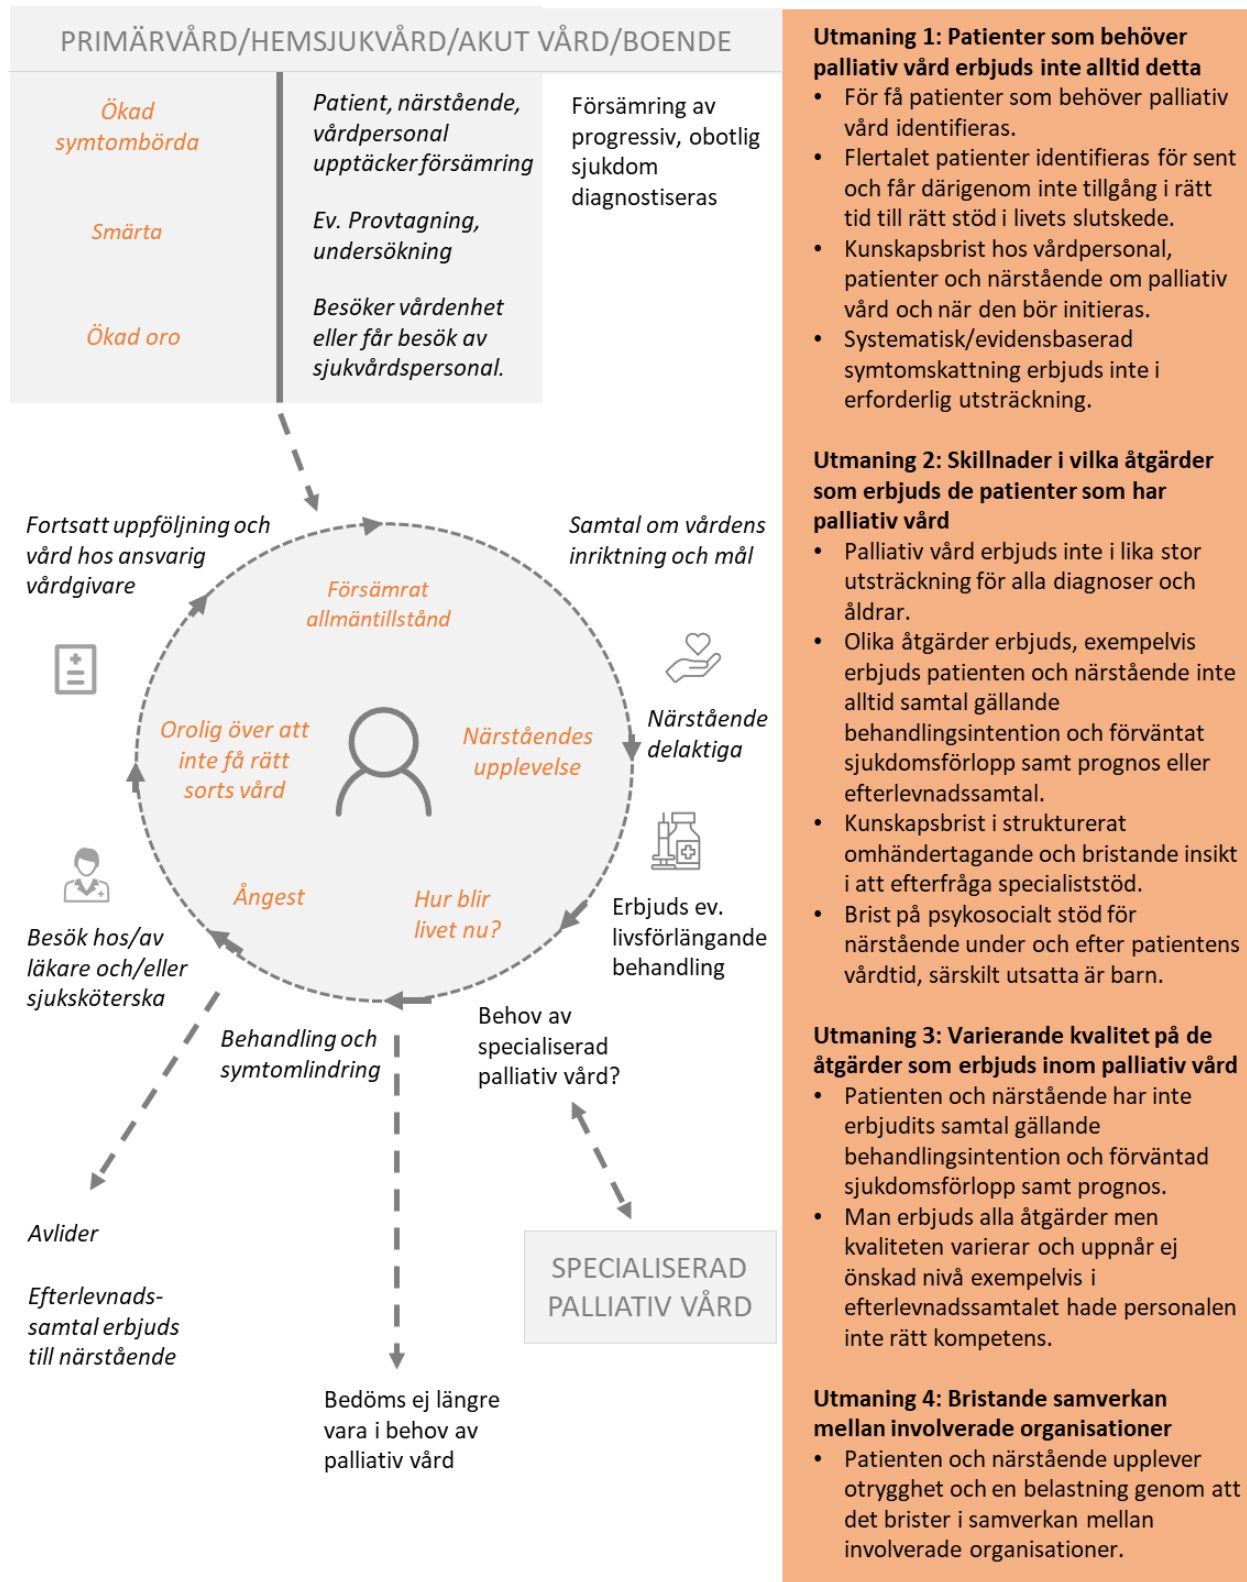 PRIMÄRVÅRD/HEMSJUKVÅRD/AKUT VÅRD/BOENDE
Ökad
symtombörda
Smärta
Ökad oro
Patient, närstående,
vårdpersonal
upptäcker försämring
Ev. Provtagning,
undersökning
Besöker vårdenhet
eller får besök av
sjukvårdspersonal.
Försämring av
progressiv, obotlig
sjukdom
diagnostiseras
Fortsatt uppföljning och
vård hos ansvarig
vårdgivare
Samtal om vårdens
inriktning och mål
Försämrat
allmäntillstånd
Orolig över att
inte få rätt
sorts vård
Närståendes
upplevelse
Närstående
delaktiga
Ångest
Hur blir
livet nu?
Erbjuds ev.
livsförlängande
behandling
Besök hos/av
läkare och/eller
sjuksköterska
Behandling och
symtomlindring
Behov av
specialiserad
palliativ vård?
Avlider
Efterlevnads-
samtal erbjuds
till närstående
SPECIALISERAD
PALLIATIV VÅRD
Bedöms ej längre
vara i behov av
palliativ vård
Utmaning 1: Patienter som behöver
palliativ vård erbjuds inte alltid detta
• För få patienter som behöver palliativ
vård identifieras.
• Flertalet patienter identifieras för sent
och får därigenom inte tillgång i rätt
tid till rätt stöd i livets slutskede.
• Kunskapsbrist hos vårdpersonal,
patienter och närstående om palliativ
vård och när den bör initieras.
• Systematisk/evidensbaserad
symtomskattning erbjuds inte i
erforderlig utsträckning.
Utmaning 2: Skillnader i vilka åtgärder
som erbjuds de patienter som har
palliativ vård
• Palliativ vård erbjuds inte i lika stor
utsträckning för alla diagnoser och
åldrar.
• Olika åtgärder erbjuds, exempelvis
erbjuds patienten och närstående inte
alltid samtal gällande
behandlingsintention och förväntat
sjukdomsförlopp samt prognos eller
efterlevnadssamtal.
• Kunskapsbrist i strukturerat
omhändertagande och bristande insikt
i att efterfråga specialiststöd.
• Brist på psykosocialt stöd för
närstående under och efter patientens
vårdtid, särskilt utsatta är barn.
Utmaning 3: Varierande kvalitet på de
åtgärder som erbjuds inom palliativ vård
• Patienten och närstående har inte
erbjudits samtal gällande
behandlingsintention och förväntad
sjukdomsförlopp samt prognos.
• Man erbjuds alla åtgärder men
kvaliteten varierar och uppnår ej
önskad nivå exempelvis i
efterlevnadssamtalet hade personalen
inte rätt kompetens.
Utmaning 4: Bristande samverkan
mellan involverade organisationer
• Patienten och närstående upplever
otrygghet och en belastning genom att
det brister i samverkan mellan
involverade organisationer.